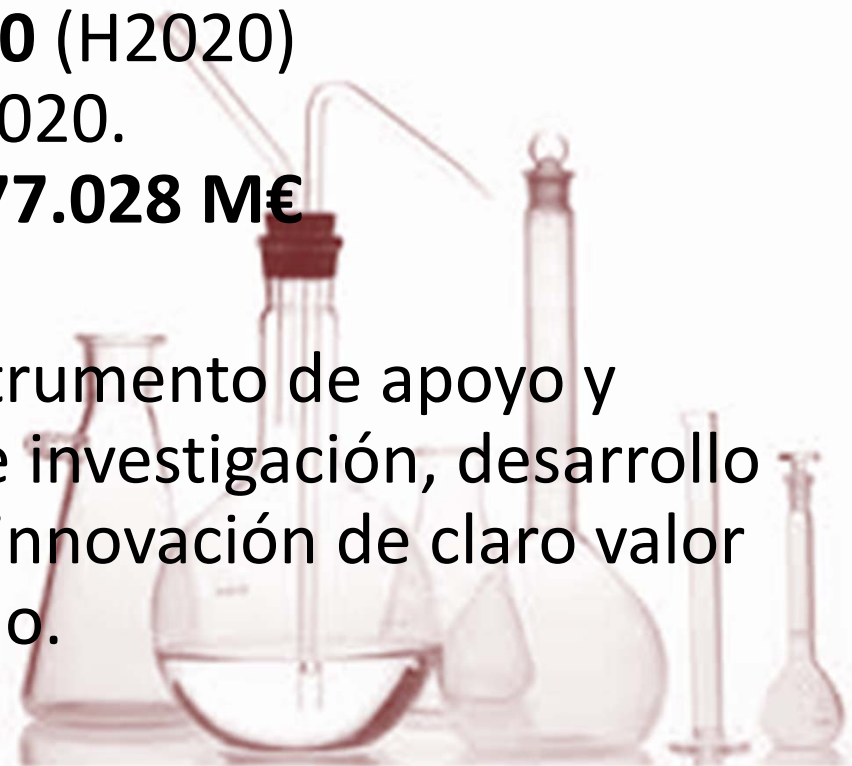 0 (H2020)
020.
77.028 M€
trumento de apoyo y
e investigación, desarrollo
innovación de claro valor
o.